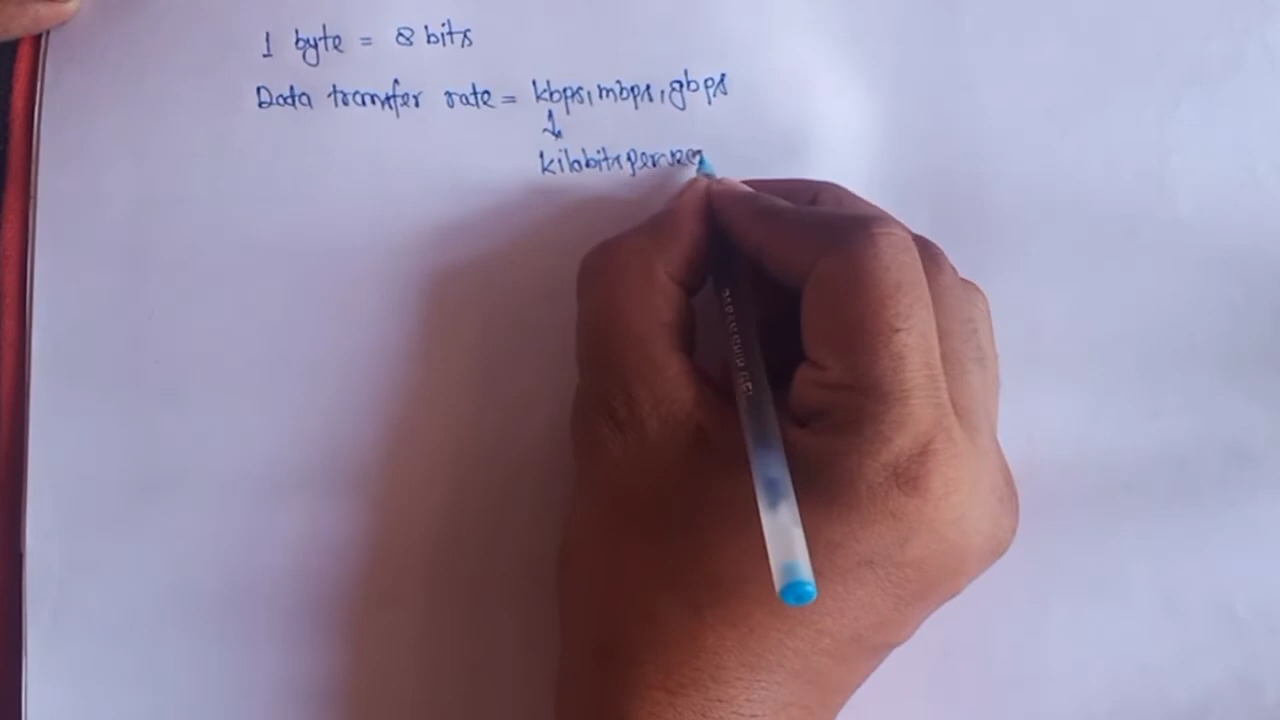 1 byte = 8 bits
Data transfer rate = kbps, mbps, gbps
kilobits per sec